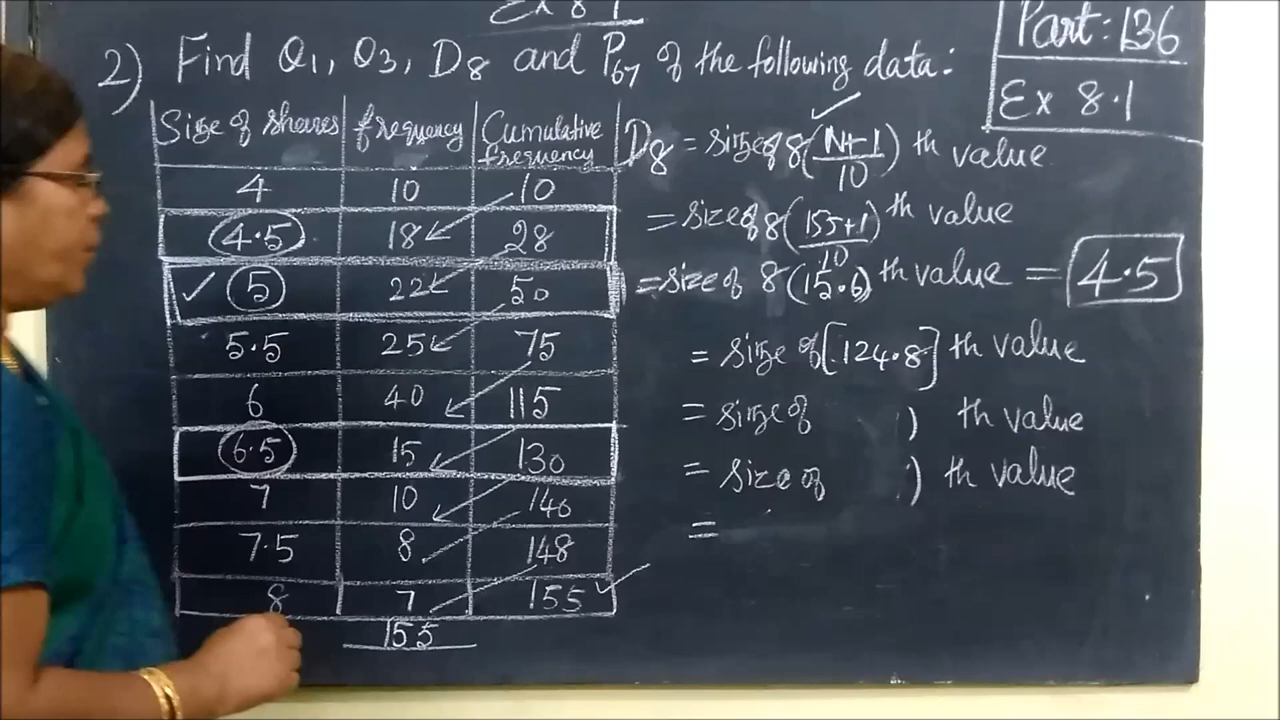 Ex 8.1
Part: 136
Ex 8.1
2) Find Q1, Q3, D8 and P67 of the following data:
Size of shares frequency Cumulative frequency
4 10 10
4.5 18 28
5 22 50
5.5 25 75
6 40 115
6.5 15 130
7 10 140
7.5 8 148
8 7 155
155
D8 = size of 8(N+1/10) th value
= size of 8(155+1/10) th value
= size of 8(15.6) th value = 4.5
= size of [124.8] th value
= size of ) th value
= size of ) th value
=